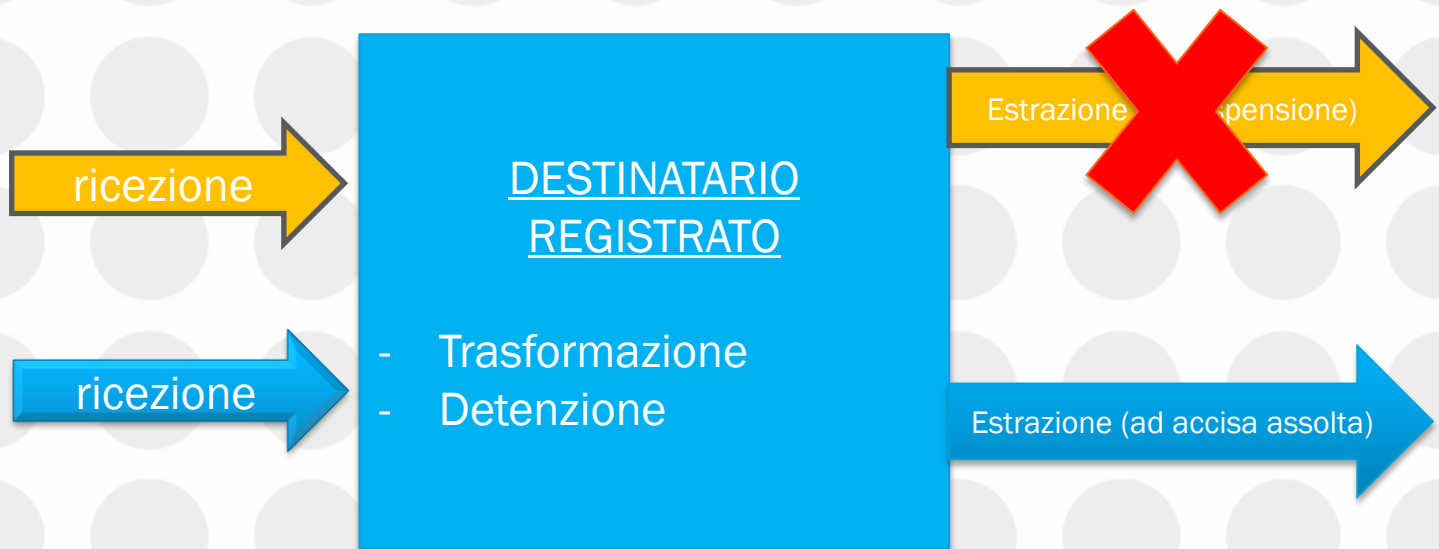 Estrazione spensione)
ricezione
DESTINATARIO
REGISTRATO
- Trasformazione
ricezione
- Detenzione
Estrazione (ad accisa assolta)